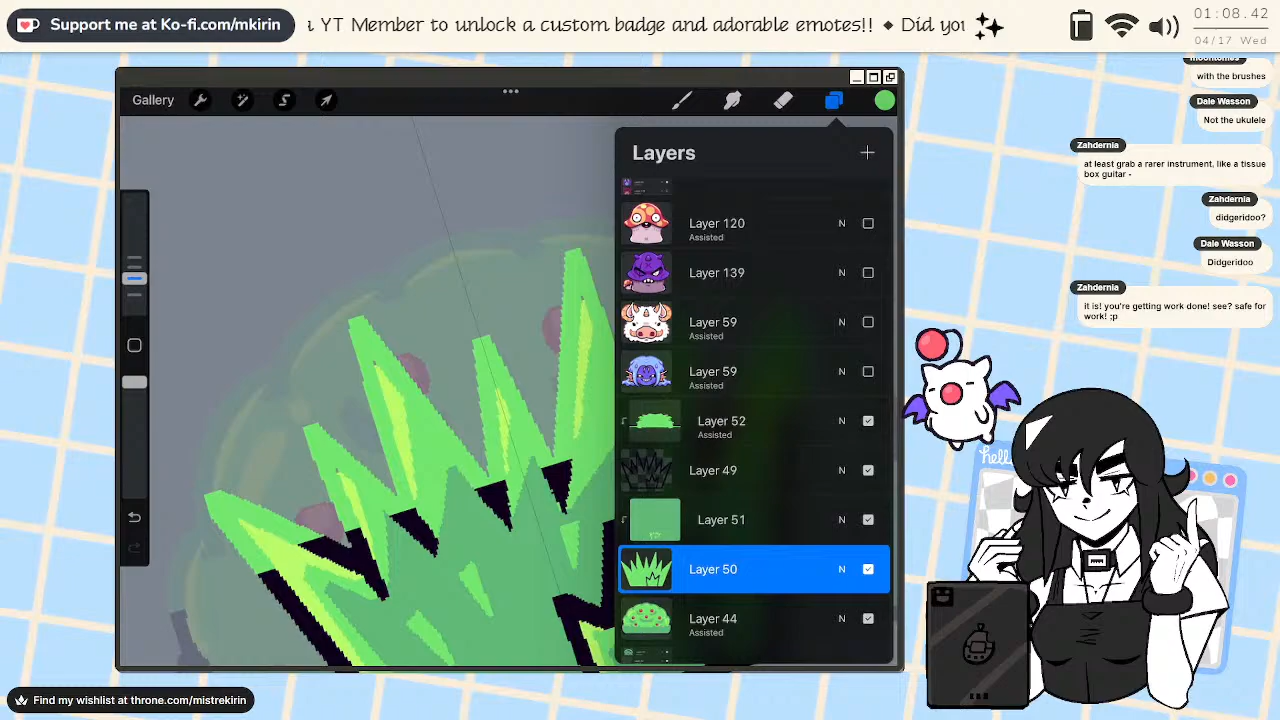 Support me at Ko-fi.com/mkirin
YT Member to unlock a custom badge and adorable emotes!! ◆ Did you
01:08.42
04/17 Wed
with the brushes
Dale Wasson
Not the ukulele
Zahdernia
at least grab a rarer instrument, like a tissue
box guitar -
Zahdernia
didgeridoo?
Dale Wasson
Didgeridoo
Zahdernia
it is! you're getting work done! see? safe for
work! ;p
Gallery
Layers
Layer 120
N
Assisted
Layer 139
N
Assisted
Layer 59
N
Assisted
Layer 59
N
Assisted
Layer 52
N
Assisted
Layer 49
N
Layer 51
N
Layer 50
N
Layer 44
N
Assisted
Find my wishlist at throne.com/mistrekirin